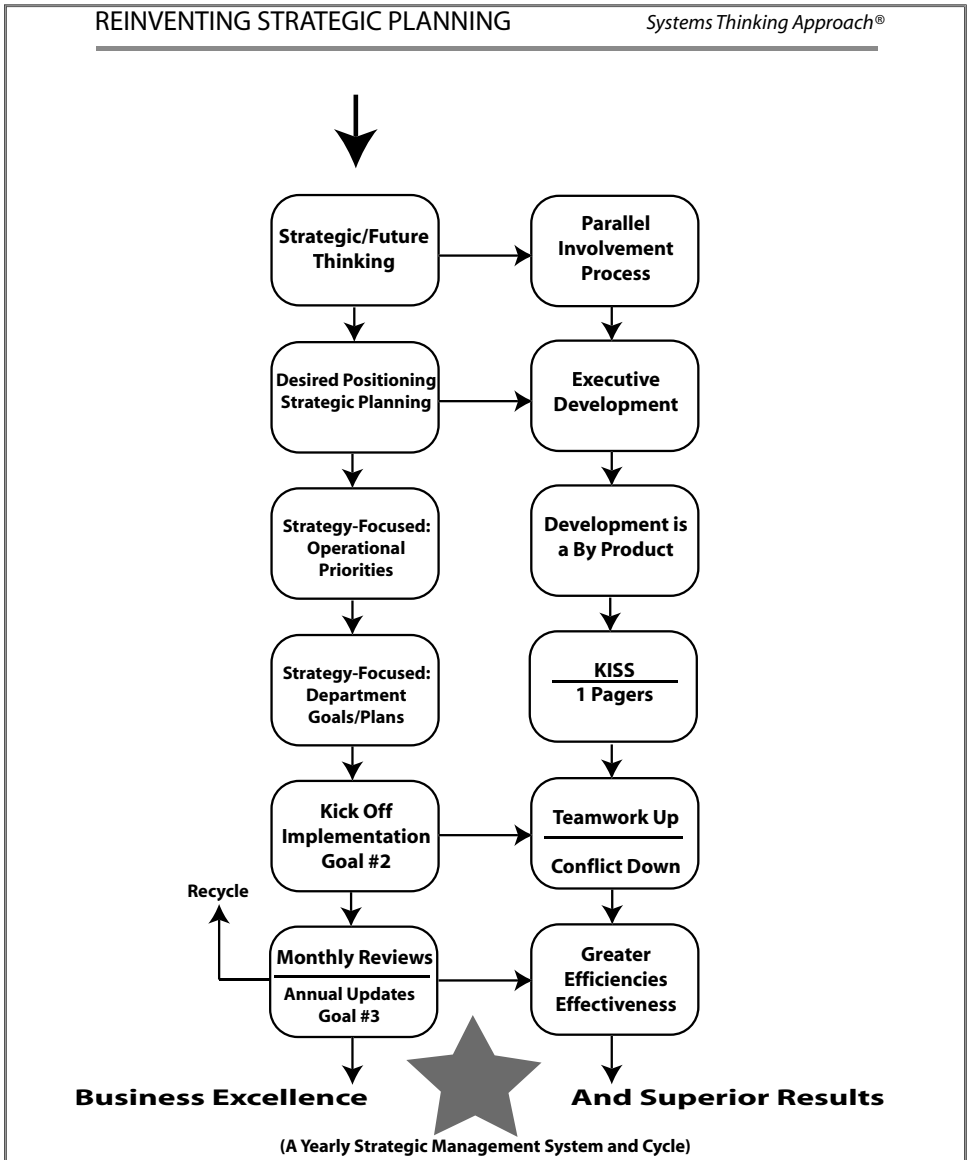 REINVENTING STRATEGIC PLANNING
Systems Thinking Approach®
Strategic/Future
Thinking
Parallel
Involvement
Process
Desired Positioning
Strategic Planning
Executive
Development
Strategy-Focused:
Operational
Priorities
Development is
a By Product
Strategy-Focused:
Department
Goals/Plans
KISS
1 Pagers
Kick Off
Implementation
Goal #2
Teamwork Up
Conflict Down
Recycle
Monthly Reviews
Annual Updates
Goal #3
Greater
Efficiencies
Effectiveness
Business Excellence
And Superior Results
(A Yearly Strategic Management System and Cycle)